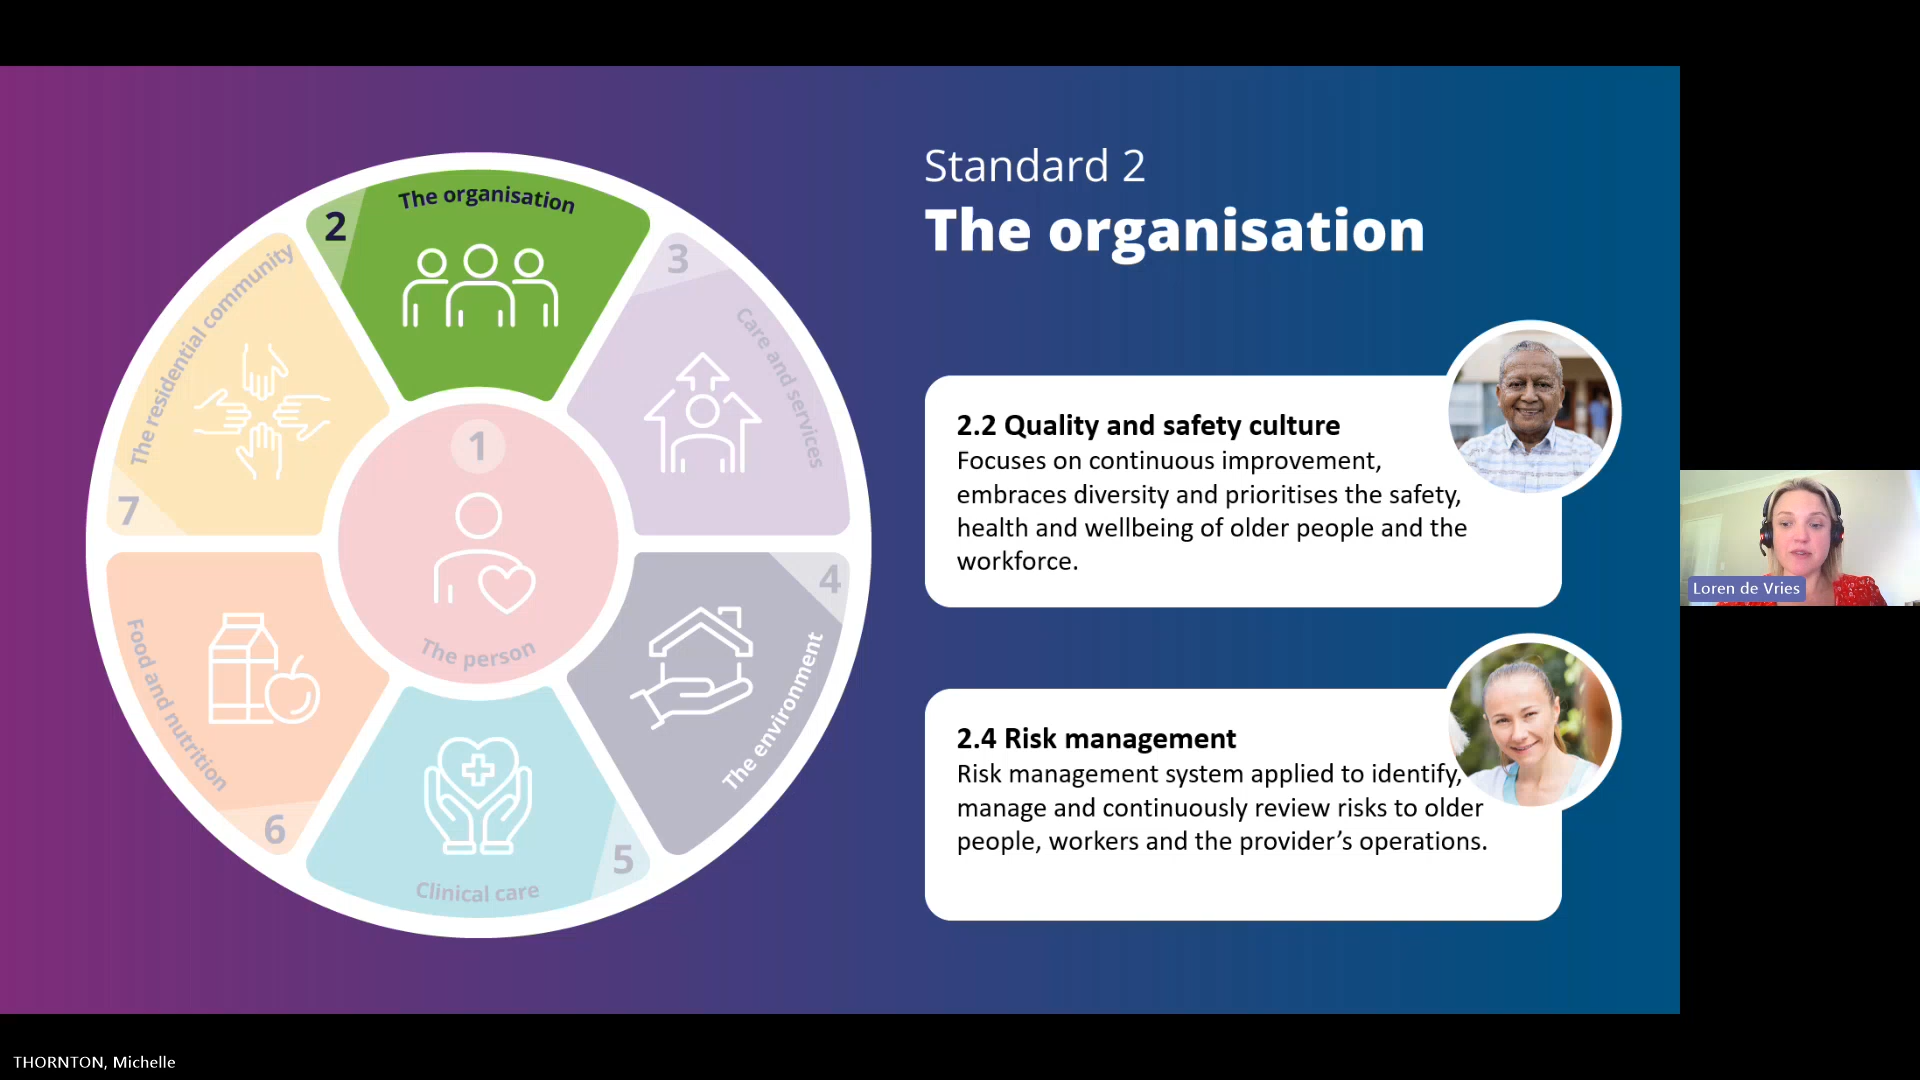 Standard 2
The organisation
2
The organisation
3
Care and services
The residential community
7
1
The person
4
The environment
Food and nutrition
6
Clinical care
5
2.2 Quality and safety culture
Focuses on continuous improvement,
embraces diversity and prioritises the safety,
health and wellbeing of older people and the
workforce.
2.4 Risk management
Risk management system applied to identify,
manage and continuously review risks to older
people, workers and the provider’s operations.
Loren de Vries
THORNTON, Michelle